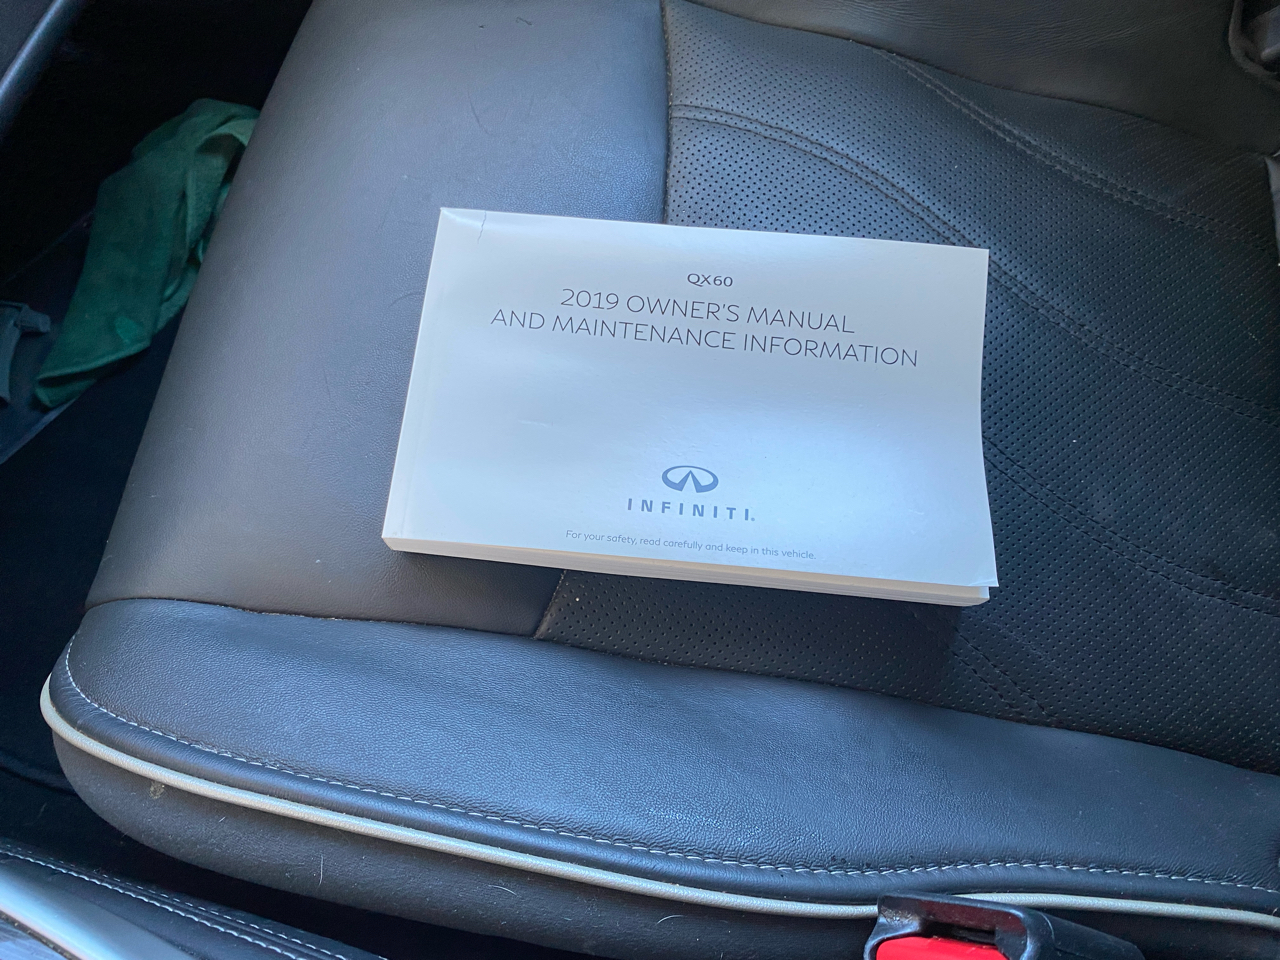 QX60
2019 OWNER'S MANUAL
AND MAINTENANCE INFORMATION
INFINITI®
For your safety, read carefully and keep in this vehicle.